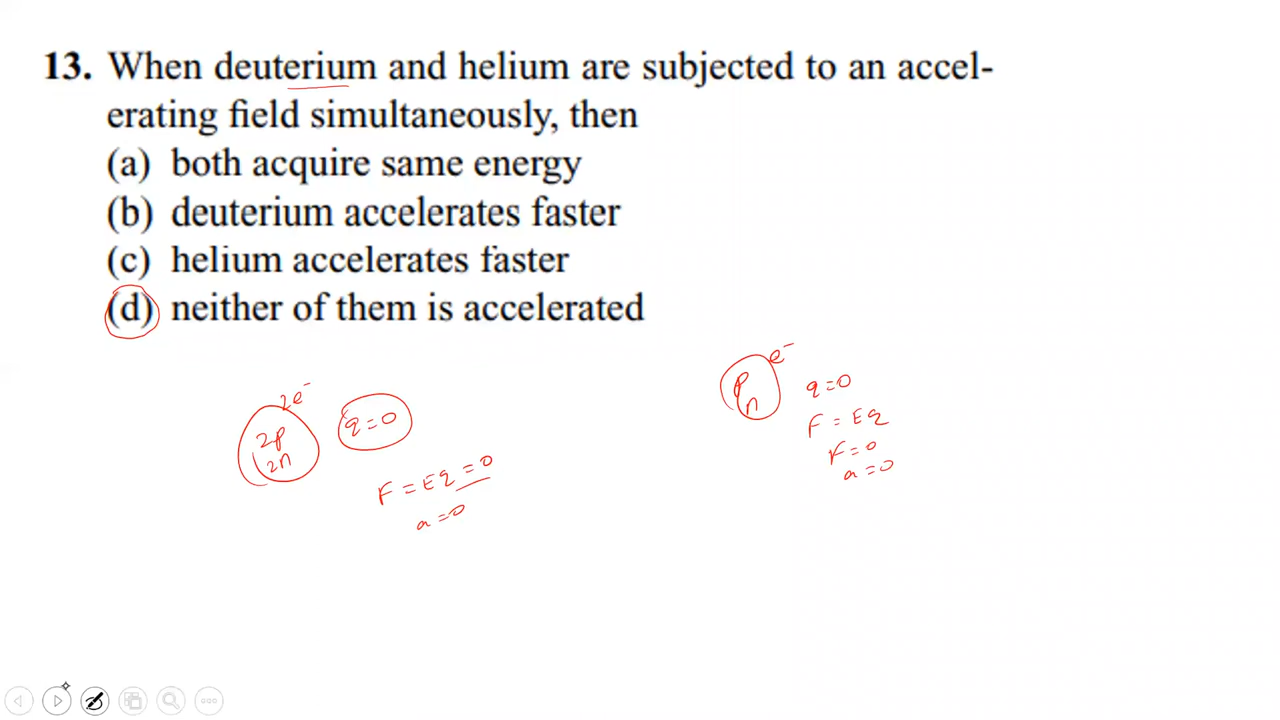 13. When deuterium and helium are subjected to an accel-
erating field simultaneously, then
(a) both acquire same energy
(b) deuterium accelerates faster
(c) helium accelerates faster
(d) neither of them is accelerated
2e⁻
2p
2n
q=0
F = Eq = 0
a=0
e⁻
p
n
q=0
F = Eq
F=0
a=0